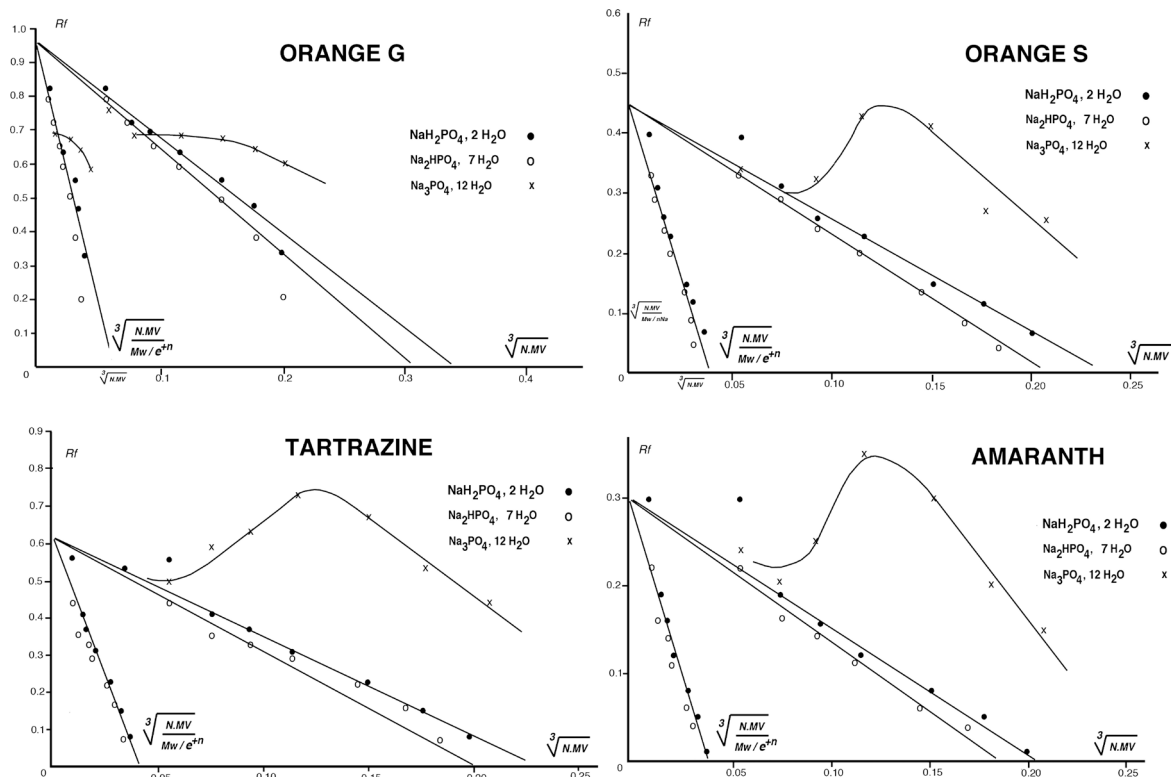 Rf
ORANGE G
NaH₂PO₄, 2 H₂O ●
Na₂HPO₄, 7 H₂O o
Na₃PO₄, 12 H₂O x
1.0
0.9
0.8
0.7
0.6
0.5
0.4
0.3
0.2
0.1
0
³√N.MV / Mw / e⁺ⁿ
³√N.MV
³√N.MV
0.1
0.2
0.3
0.4
Rf
ORANGE S
NaH₂PO₄, 2 H₂O ●
Na₂HPO₄, 7 H₂O o
Na₃PO₄, 12 H₂O x
0.6
0.5
0.4
0.3
0.2
0.1
0
³√N.MV / Mw / nNa
³√N.MV / Mw / e⁺ⁿ
³√N.MV
³√N.MV
0.05
0.10
0.15
0.20
0.25
Rf
TARTRAZINE
NaH₂PO₄, 2 H₂O ●
Na₂HPO₄, 7 H₂O o
Na₃PO₄, 12 H₂O x
0.9
0.8
0.7
0.6
0.5
0.4
0.3
0.2
0.1
0
³√N.MV / Mw / e⁺ⁿ
³√N.MV
0.05
0.10
0.15
0.20
0.25
Rf
AMARANTH
NaH₂PO₄, 2 H₂O ●
Na₂HPO₄, 7 H₂O o
Na₃PO₄, 12 H₂O x
0.3
0.2
0.1
0
³√N.MV / Mw / e⁺ⁿ
³√N.MV
0.05
0.10
0.15
0.20
0.25